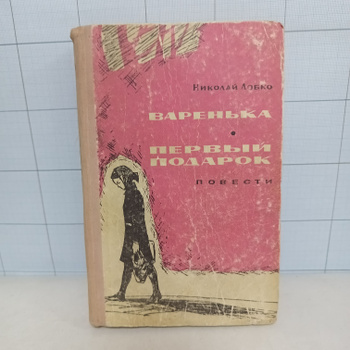 Николай Лобко
ВАРЕНЬКА
•
ПЕРВЫЙ
ПОДАРОК
ПОВЕСТИ